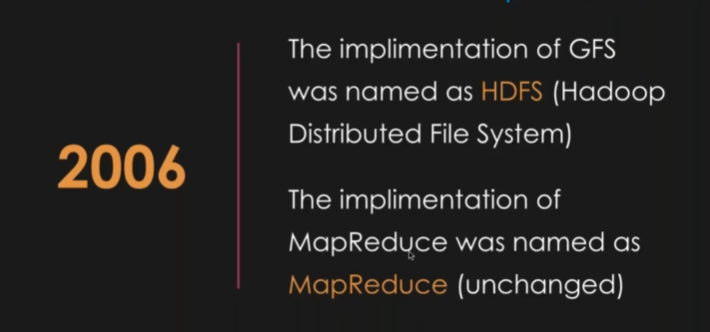 2006
The implimentation of GFS
was named as HDFS (Hadoop
Distributed File System)
The implimentation of
MapReduce was named as
MapReduce (unchanged)